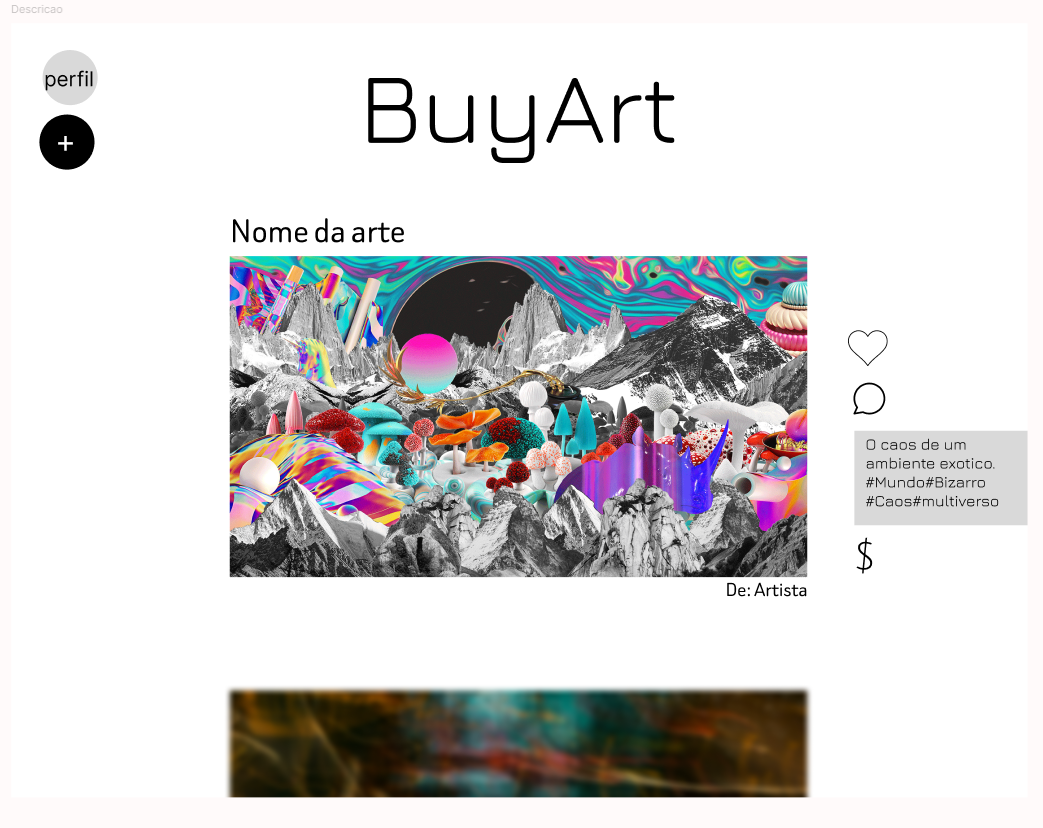 Descricao
perfil
+
BuyArt
Nome da arte
O caos de um
ambiente exotico.
#Mundo#Bizarro
#Caos#multiverso
$
De: Artista